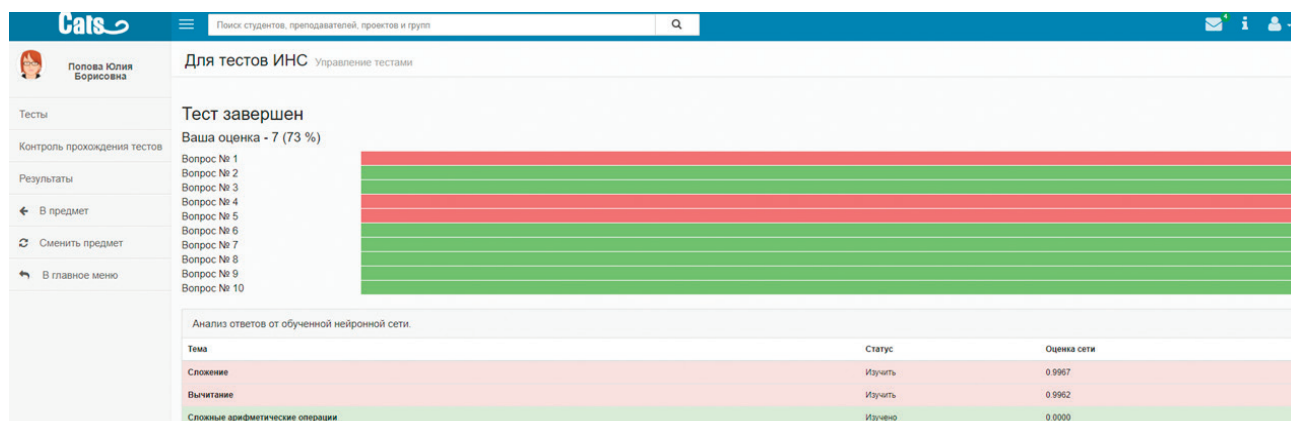 Cats
Поиск студентов, преподавателей, проектов и групп
4
Попова Юлия
Борисовна
Тесты
Контроль прохождения тестов
Результаты
В предмет
Сменить предмет
В главное меню
Для тестов ИНС Управление тестами
Тест завершен
Ваша оценка - 7 (73 %)
Вопрос № 1
Вопрос № 2
Вопрос № 3
Вопрос № 4
Вопрос № 5
Вопрос № 6
Вопрос № 7
Вопрос № 8
Вопрос № 9
Вопрос № 10
Анализ ответов от обученной нейронной сети.
Тема Статус Оценка сети
Сложение Изучить 0.9967
Вычитание Изучить 0.9962
Сложные арифметические операции Изучено 0.0000